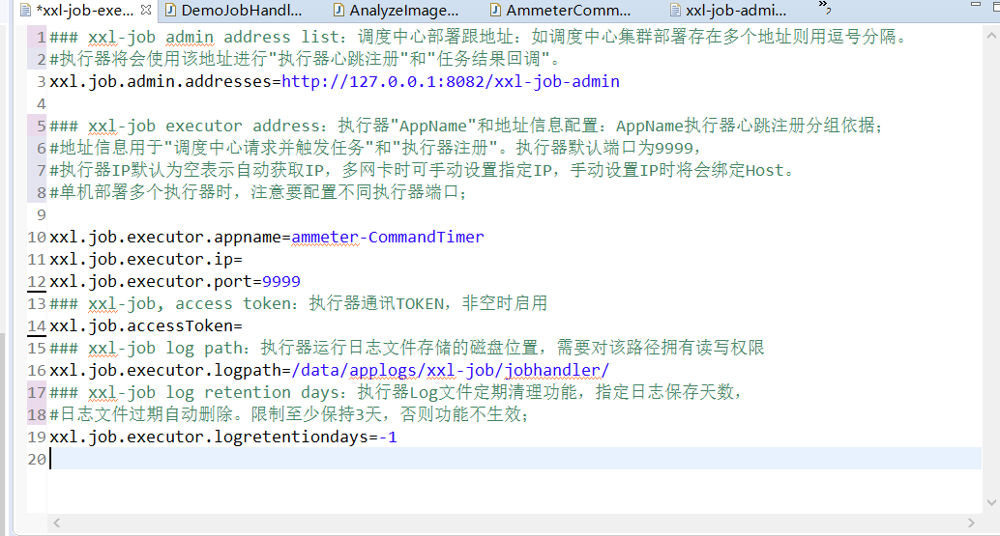 *xxl-job-exe... DemoJobHandl... AnalyzeImage... AmmeterComm... xxl-job-admi...
1 ### xxl-job admin address list：调度中心部署跟地址：如调度中心集群部署存在多个地址则用逗号分隔。
2 #执行器将会使用该地址进行"执行器心跳注册"和"任务结果回调"。
3 xxl.job.admin.addresses=http://127.0.0.1:8082/xxl-job-admin
4
5 ### xxl-job executor address：执行器"AppName"和地址信息配置：AppName执行器心跳注册分组依据；
6 #地址信息用于"调度中心请求并触发任务"和"执行器注册"。执行器默认端口为9999，
7 #执行器IP默认为空表示自动获取IP，多网卡时可手动设置指定IP，手动设置IP时将会绑定Host。
8 #单机部署多个执行器时，注意要配置不同执行器端口；
9
10 xxl.job.executor.appname=ammeter-CommandTimer
11 xxl.job.executor.ip=
12 xxl.job.executor.port=9999
13 ### xxl-job, access token：执行器通讯TOKEN，非空时启用
14 xxl.job.accessToken=
15 ### xxl-job log path：执行器运行日志文件存储的磁盘位置，需要对该路径拥有读写权限
16 xxl.job.executor.logpath=/data/applogs/xxl-job/jobhandler/
17 ### xxl-job log retention days：执行器Log文件定期清理功能，指定日志保存天数，
18 #日志文件过期自动删除。限制至少保持3天，否则功能不生效；
19 xxl.job.executor.logretentiondays=-1
20